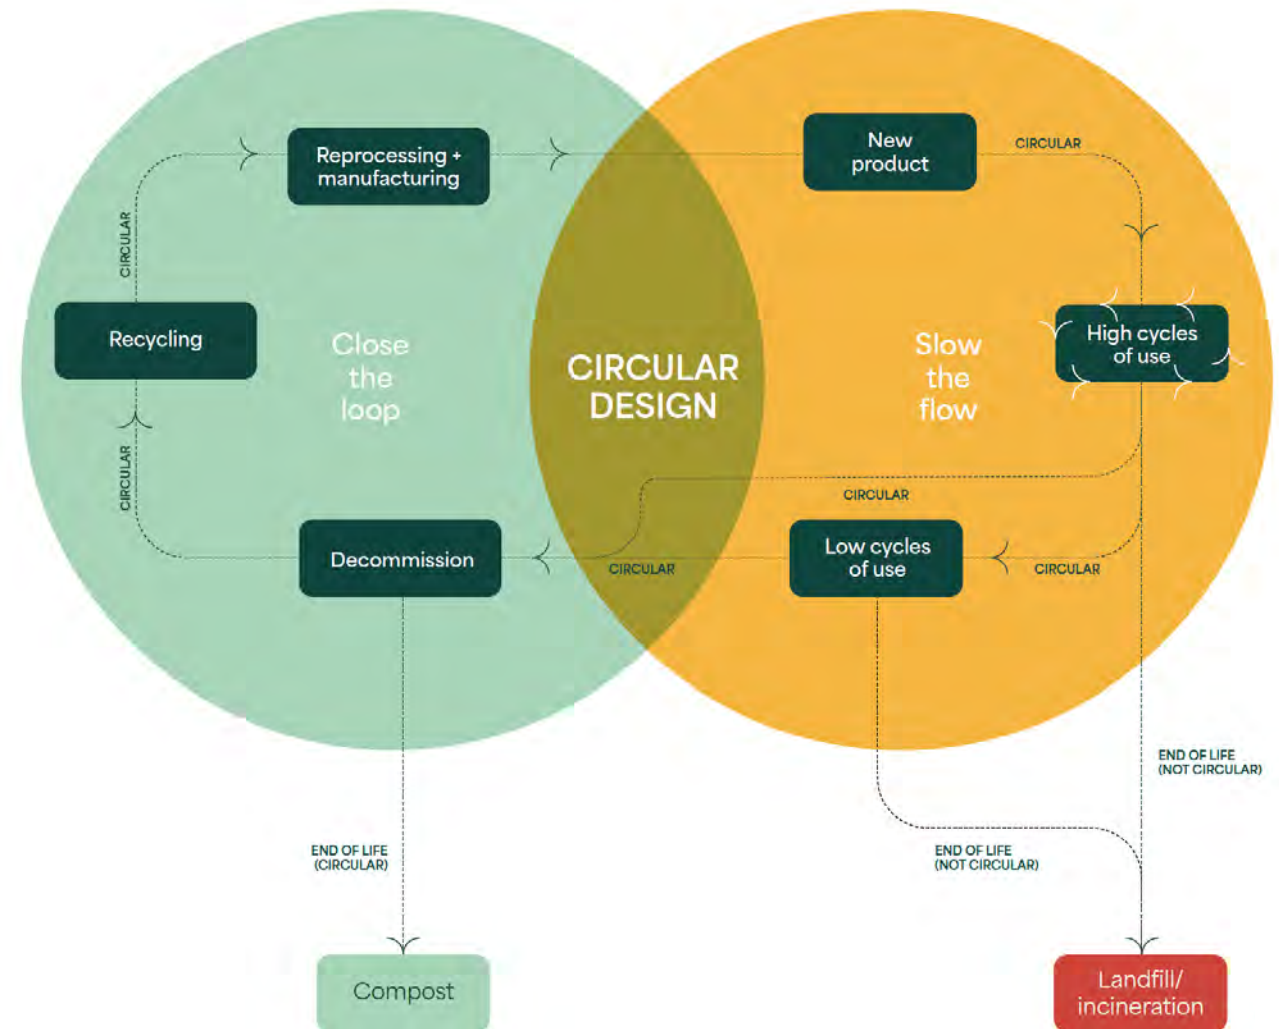 Reprocessing +
manufacturing
New
product
CIRCULAR
CIRCULAR
Recycling
Close
the
loop
CIRCULAR
DESIGN
Slow
the
flow
High cycles
of use
CIRCULAR
CIRCULAR
Decommission
CIRCULAR
Low cycles
of use
CIRCULAR
END OF LIFE
(NOT CIRCULAR)
END OF LIFE
(CIRCULAR)
END OF LIFE
(NOT CIRCULAR)
Compost
Landfill/
incineration